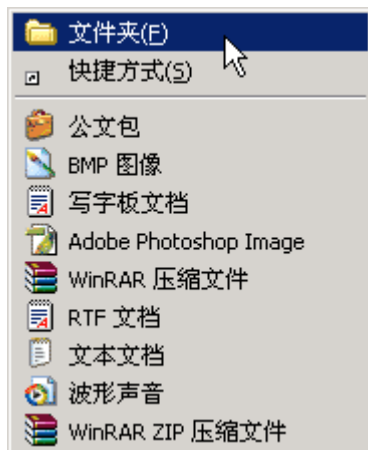 文件夹(F)
快捷方式(S)
公文包
BMP 图像
写字板文档
Adobe Photoshop Image
WinRAR 压缩文件
RTF 文档
文本文档
波形声音
WinRAR ZIP 压缩文件